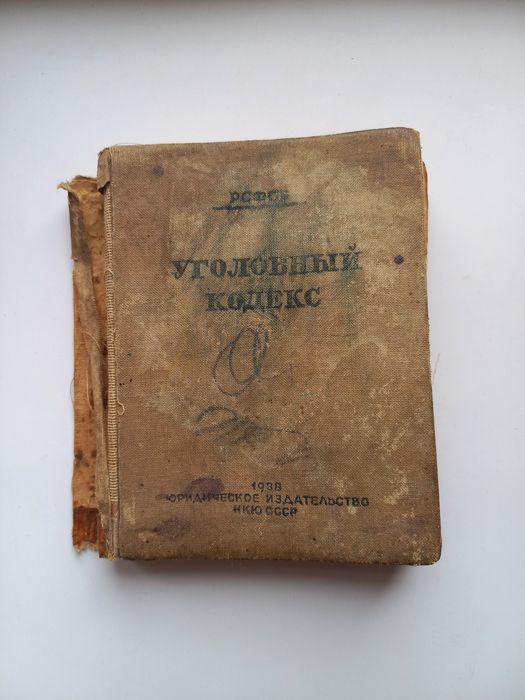 РСФСР
УГОЛОВНЫЙ
КОДЕКС
1938
ЮРИДИЧЕСКОЕ ИЗДАТЕЛЬСТВО
НКЮ СССР